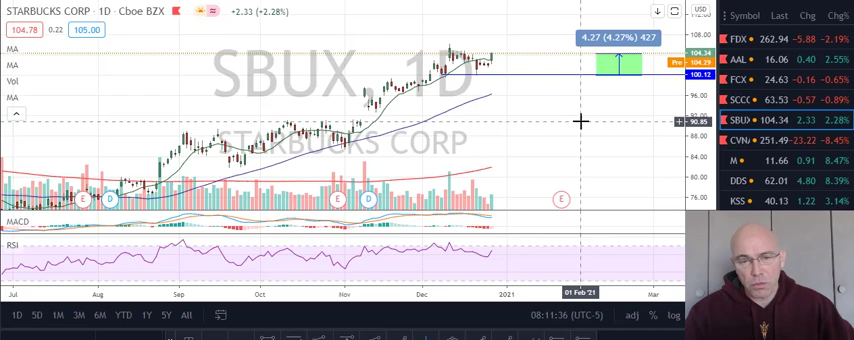 STARBUCKS CORP · 1D · Cboe BZX +2.33 (+2.28%)
104.78 0.22 105.00
MA
MA
Vol
MA
SBUX, 1D
STARBUCKS CORP
4.27 (4.27%) 427
USD
108.00
104.34
Pre 104.29
100.12
96.00
90.85
88.00
84.00
80.00
76.00
E D E D E
MACD
RSI
Jul Aug Sep Oct Nov Dec 2021 01 Feb '21 Mar
1D 5D 1M 3M 6M YTD 1Y 5Y All 08:11:36 (UTC-5) adj % log
Symbol Last Chg Chg%
FDX 262.94 -5.88 -2.19%
AAL 16.06 0.40 2.55%
FCX 24.63 -0.16 -0.65%
SCCO 63.53 -0.57 -0.89%
SBUX 104.34 2.33 2.28%
CVNA 251.49 -23.22 -8.45%
M 11.66 0.91 8.47%
DDS 62.01 4.80 8.39%
KSS 40.13 1.22 3.14%